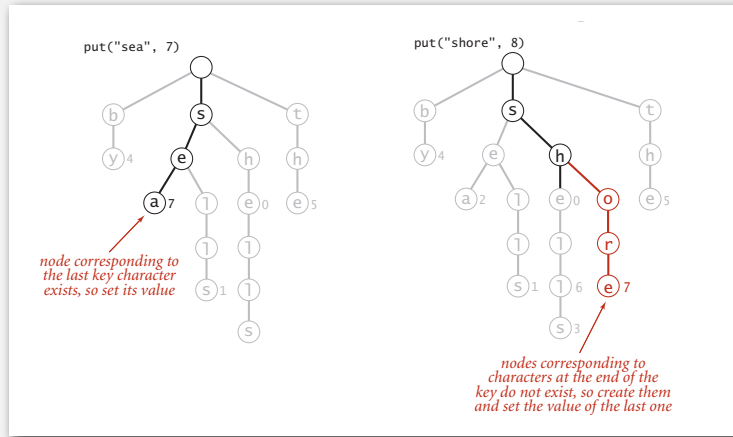 put("sea", 7)
b
s
t
y 4
e
h
h
a 7
l
e 0
e 5
l
l
s 1
l
s
node corresponding to
the last key character
exists, so set its value
put("shore", 8)
b
s
t
y 4
e
h
h
a 2
l
e 0
o
e 5
l
l
r
s 1
l 6
e 7
s 3
nodes corresponding to
characters at the end of the
key do not exist, so create them
and set the value of the last one